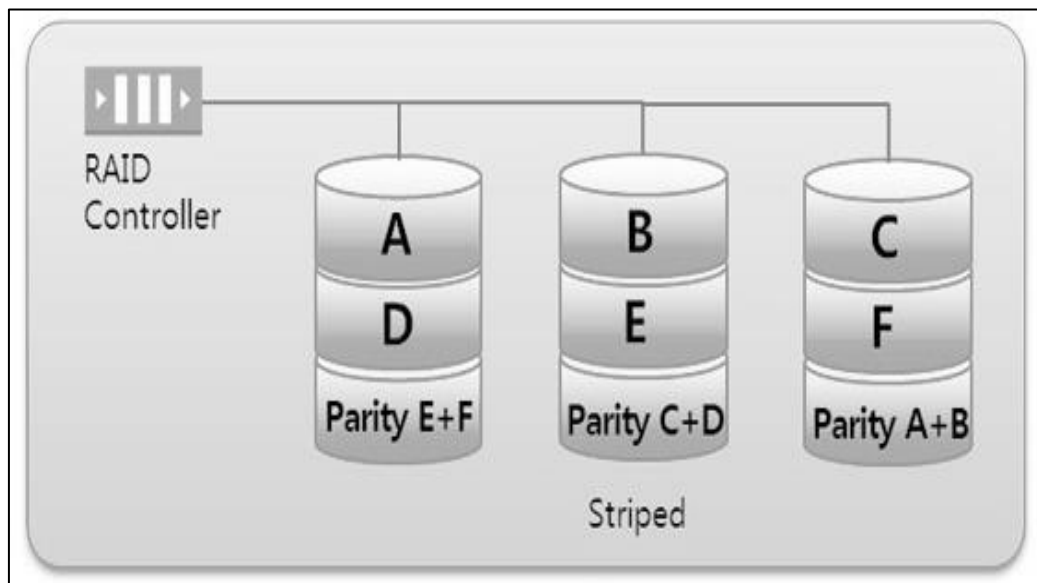 RAID
Controller
A
B
C
D
E
F
Parity E+F
Parity C+D
Parity A+B
Striped